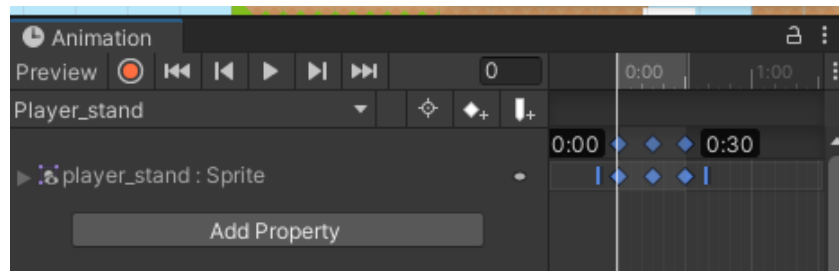 Animation
Preview 0 0:00 1:00
Player_stand
0:00 0:30
player_stand : Sprite
Add Property